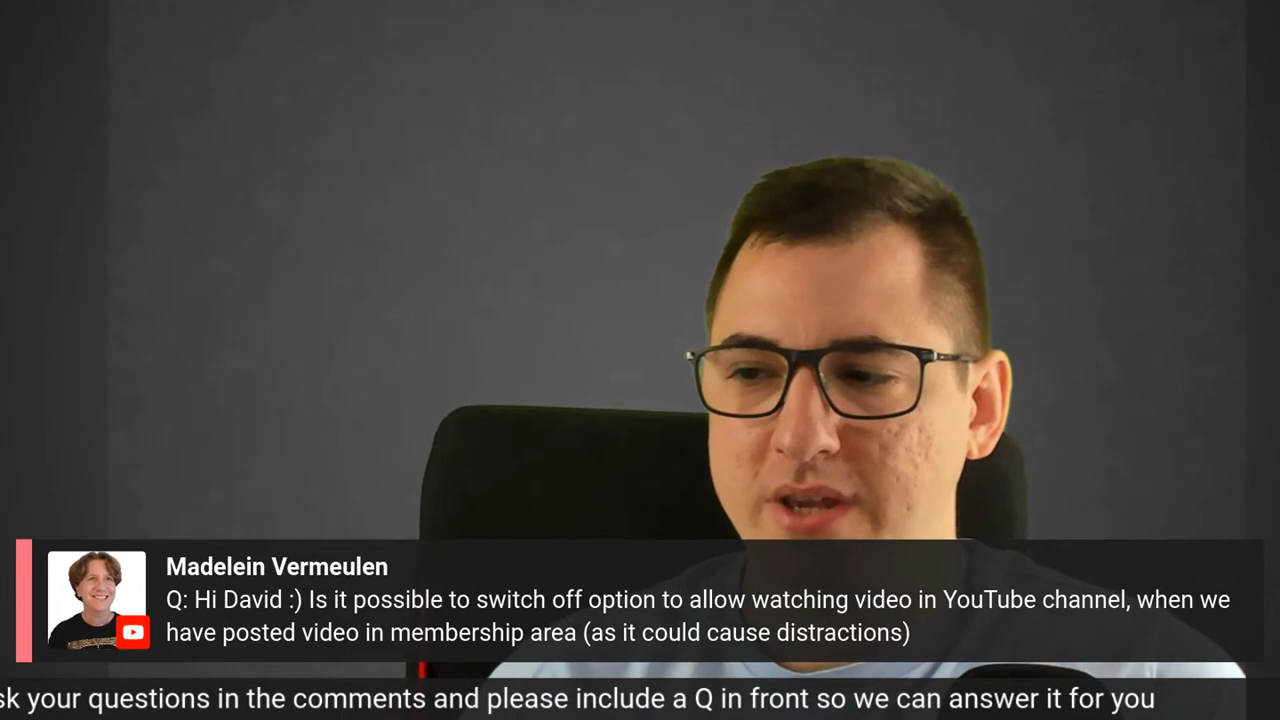 Madelein Vermeulen
Q: Hi David :) Is it possible to switch off option to allow watching video in YouTube channel, when we
have posted video in membership area (as it could cause distractions)
sk your questions in the comments and please include a Q in front so we can answer it for you